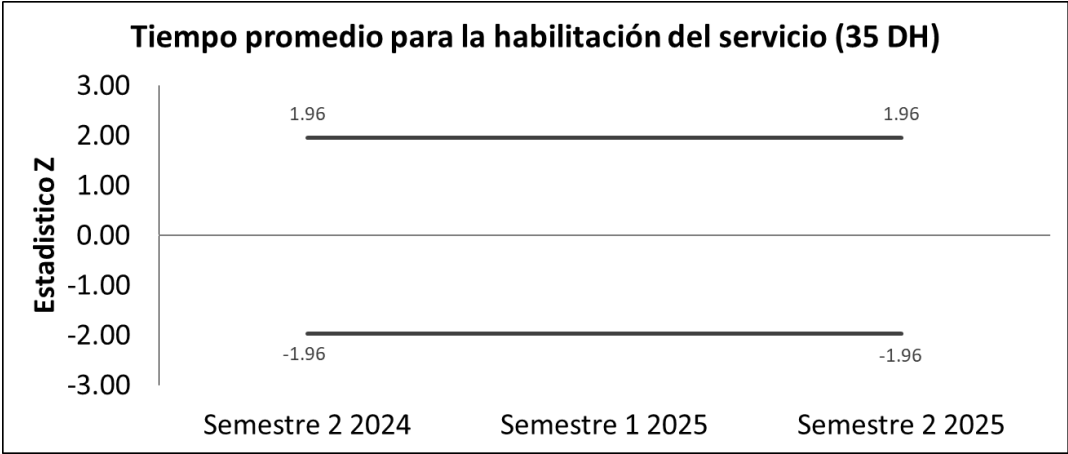 Tiempo promedio para la habilitación del servicio (35 DH)
Estadistico Z
3.00
2.00
1.00
0.00
-1.00
-2.00
-3.00
1.96
1.96
-1.96
-1.96
Semestre 2 2024
Semestre 1 2025
Semestre 2 2025